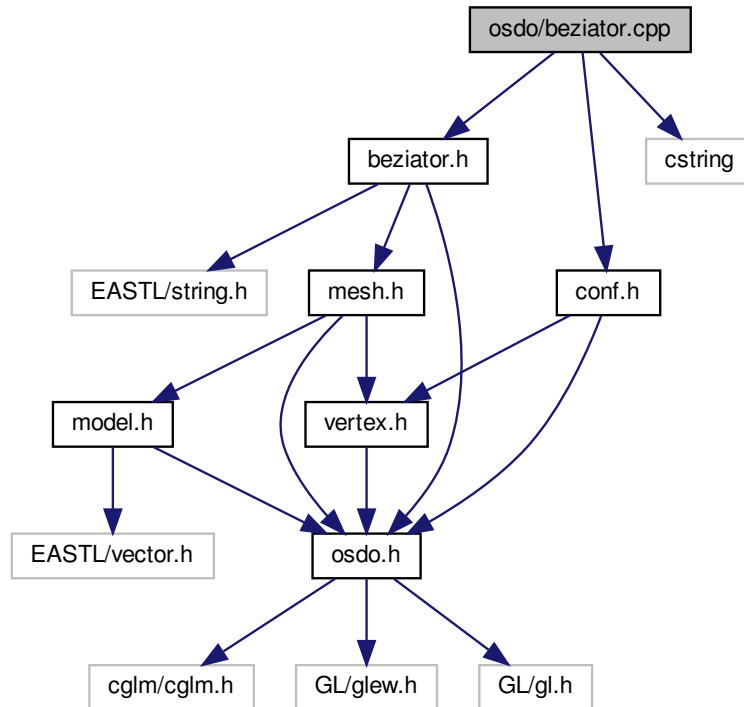 osdo/beziator.cpp
beziator.h
cstring
EASTL/string.h
mesh.h
conf.h
model.h
vertex.h
EASTL/vector.h
osdo.h
cglm/cglm.h
GL/glew.h
GL/gl.h